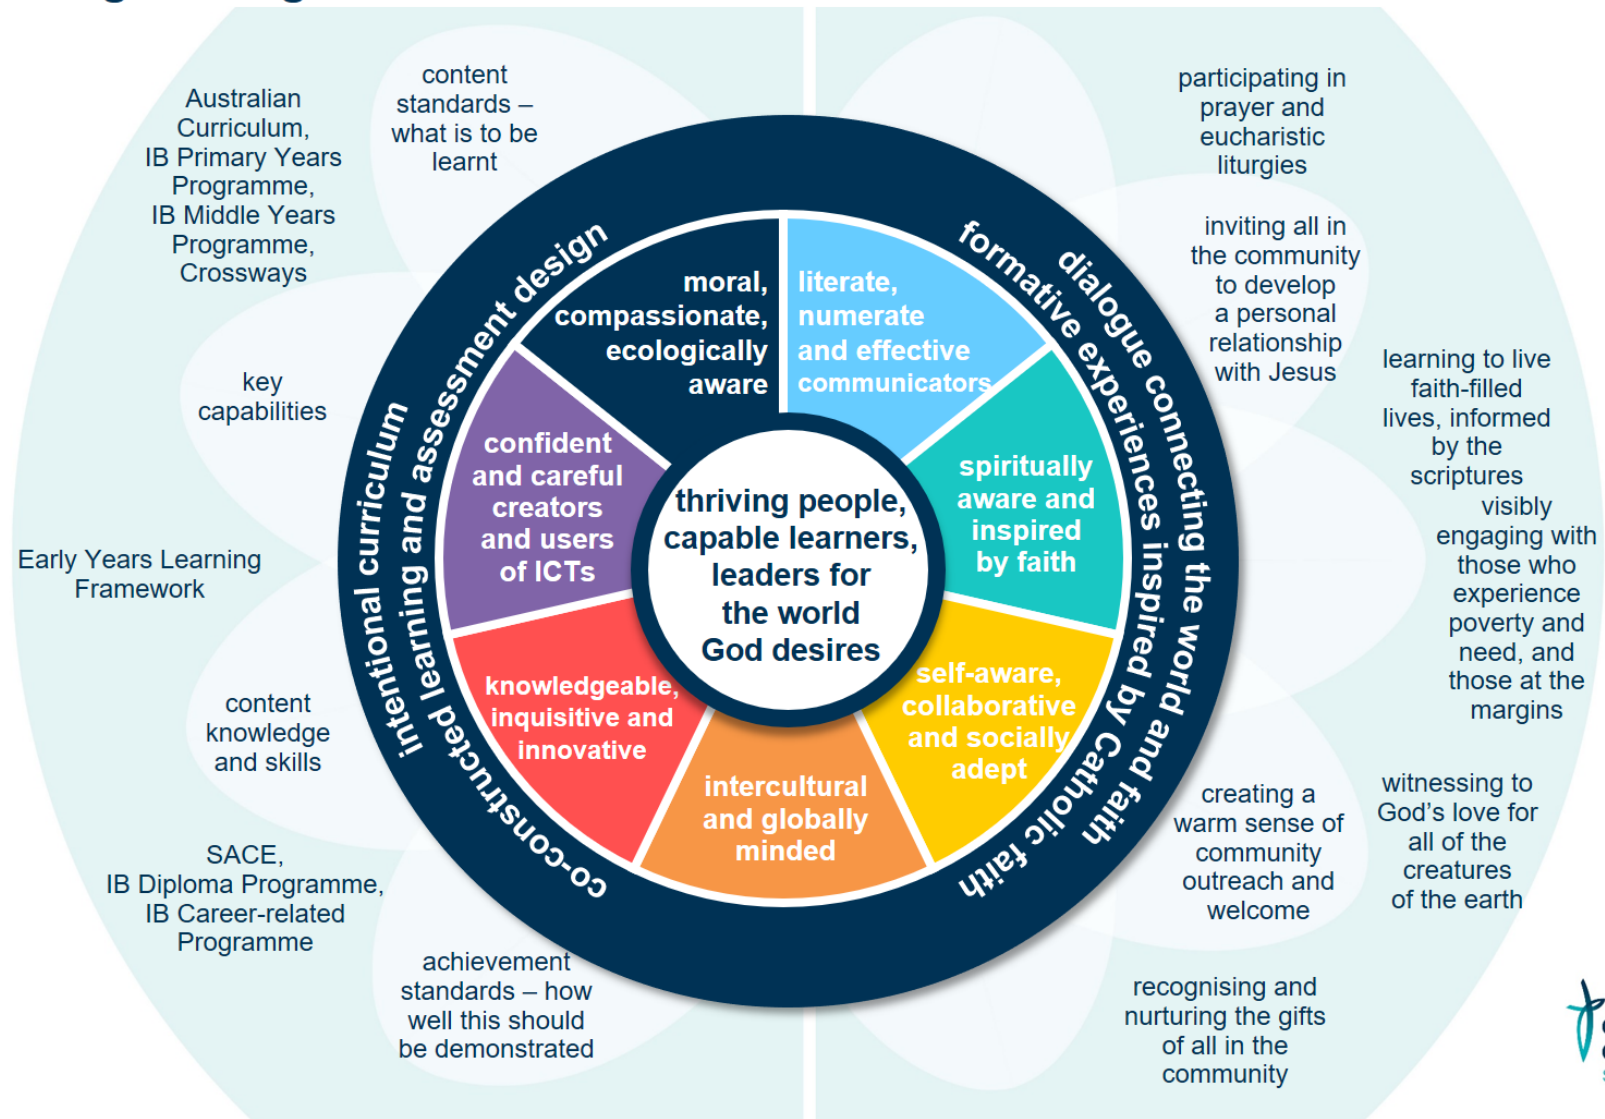 content
standards –
what is to be
learnt
Australian
Curriculum,
IB Primary Years
Programme,
IB Middle Years
Programme,
Crossways
key
capabilities
Early Years Learning
Framework
content
knowledge
and skills
SACE,
IB Diploma Programme,
IB Career-related
Programme
achievement
standards – how
well this should
be demonstrated
intentional curriculum
co-constructed learning and assessment design
moral,
compassionate,
ecologically
aware
literate,
numerate
and effective
communicators
confident
and careful
creators
and users
of ICTs
spiritually
aware and
inspired
by faith
thriving people,
capable learners,
leaders for
the world
God desires
knowledgeable,
inquisitive and
innovative
self-aware,
collaborative
and socially
adept
intercultural
and globally
minded
dialogue connecting the world and faith
formative experiences inspired by Catholic faith
participating in
prayer and
eucharistic
liturgies
inviting all in
the community
to develop
a personal
relationship
with Jesus
learning to live
faith-filled
lives, informed
by the
scriptures
visibly
engaging with
those who
experience
poverty and
need, and
those at the
margins
witnessing to
God’s love for
all of the
creatures
of the earth
creating a
warm sense of
community
outreach and
welcome
recognising and
nurturing the gifts
of all in the
community